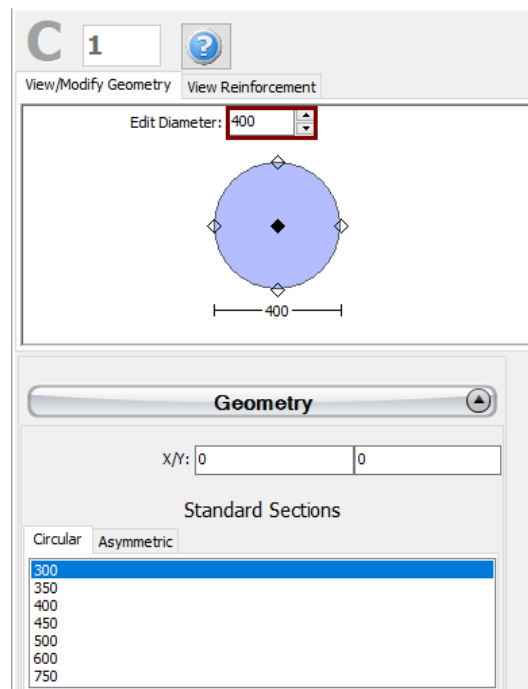 C 1 ?
View/Modify Geometry View Reinforcement
Edit Diameter: 400
400
Geometry
X/Y: 0 0
Standard Sections
Circular Asymmetric
300
350
400
450
500
600
750